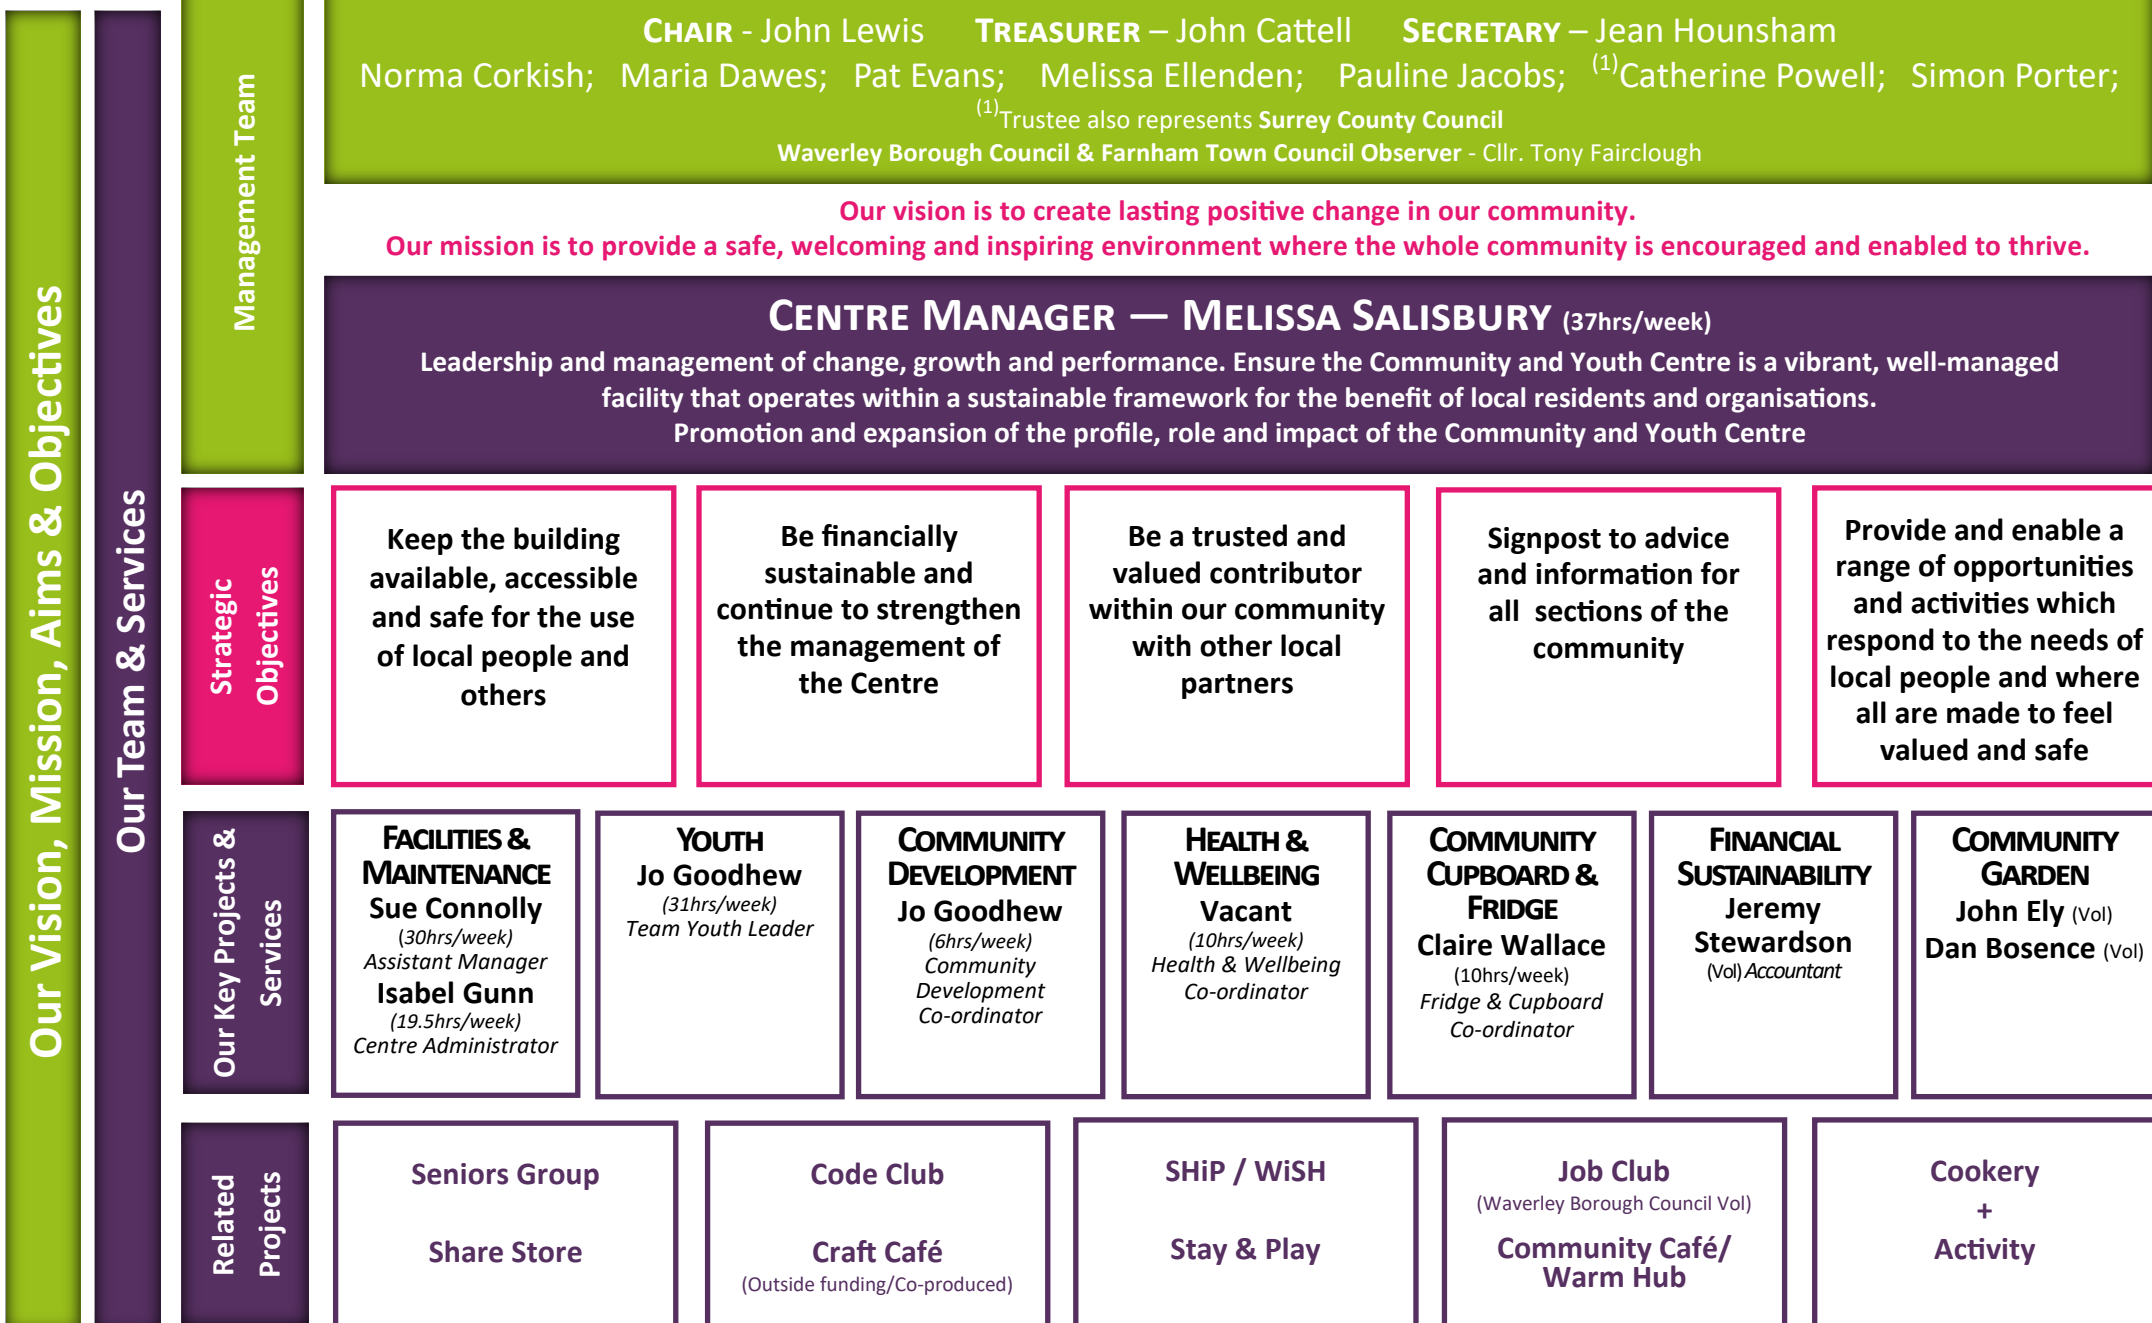 Our Vision, Mission, Aims & Objectives
Our Team & Services
Management Team
CHAIR - John Lewis TREASURER – John Cattell SECRETARY – Jean Hounsham
Norma Corkish; Maria Dawes; Pat Evans; Melissa Ellenden; Pauline Jacobs; (1)Catherine Powell; Simon Porter;
(1)Trustee also represents Surrey County Council
Waverley Borough Council & Farnham Town Council Observer - Cllr. Tony Fairclough
Our vision is to create lasting positive change in our community.
Our mission is to provide a safe, welcoming and inspiring environment where the whole community is encouraged and enabled to thrive.
CENTRE MANAGER — MELISSA SALISBURY (37hrs/week)
Leadership and management of change, growth and performance. Ensure the Community and Youth Centre is a vibrant, well-managed
facility that operates within a sustainable framework for the benefit of local residents and organisations.
Promotion and expansion of the profile, role and impact of the Community and Youth Centre
Strategic
Objectives
Keep the building
available, accessible
and safe for the use
of local people and
others
Be financially
sustainable and
continue to strengthen
the management of
the Centre
Be a trusted and
valued contributor
within our community
with other local
partners
Signpost to advice
and information for
all sections of the
community
Provide and enable a
range of opportunities
and activities which
respond to the needs of
local people and where
all are made to feel
valued and safe
Our Key Projects &
Services
FACILITIES &
MAINTENANCE
Sue Connolly
(30hrs/week)
Assistant Manager
Isabel Gunn
(19.5hrs/week)
Centre Administrator
YOUTH
Jo Goodhew
(31hrs/week)
Team Youth Leader
COMMUNITY
DEVELOPMENT
Jo Goodhew
(6hrs/week)
Community
Development
Co-ordinator
HEALTH &
WELLBEING
Vacant
(10hrs/week)
Health & Wellbeing
Co-ordinator
COMMUNITY
CUPBOARD &
FRIDGE
Claire Wallace
(10hrs/week)
Fridge & Cupboard
Co-ordinator
FINANCIAL
SUSTAINABILITY
Jeremy
Stewardson
(Vol) Accountant
COMMUNITY
GARDEN
John Ely (Vol)
Dan Bosence (Vol)
Related
Projects
Seniors Group
Share Store
Code Club
Craft Café
(Outside funding/Co-produced)
SHiP / WiSH
Stay & Play
Job Club
(Waverley Borough Council Vol)
Community Café/
Warm Hub
Cookery
+
Activity